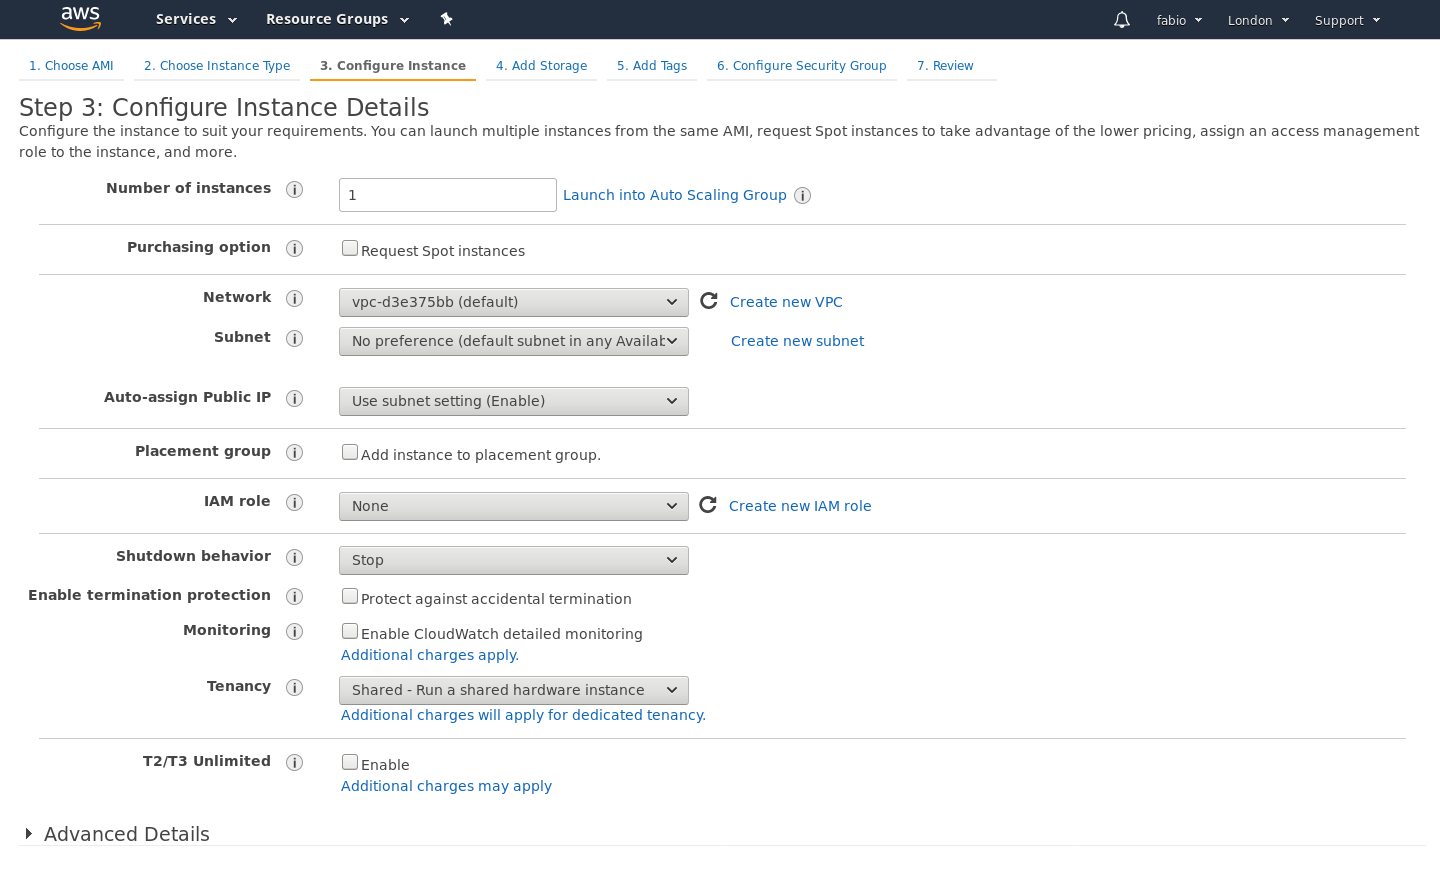 aws Services Resource Groups fabio London Support
1. Choose AMI 2. Choose Instance Type 3. Configure Instance 4. Add Storage 5. Add Tags 6. Configure Security Group 7. Review
Step 3: Configure Instance Details
Configure the instance to suit your requirements. You can launch multiple instances from the same AMI, request Spot instances to take advantage of the lower pricing, assign an access management
role to the instance, and more.
Number of instances 1 Launch into Auto Scaling Group
Purchasing option Request Spot instances
Network vpc-d3e375bb (default) Create new VPC
Subnet No preference (default subnet in any Availab Create new subnet
Auto-assign Public IP Use subnet setting (Enable)
Placement group Add instance to placement group.
IAM role None Create new IAM role
Shutdown behavior Stop
Enable termination protection Protect against accidental termination
Monitoring Enable CloudWatch detailed monitoring
Additional charges apply.
Tenancy Shared - Run a shared hardware instance
Additional charges will apply for dedicated tenancy.
T2/T3 Unlimited Enable
Additional charges may apply
Advanced Details